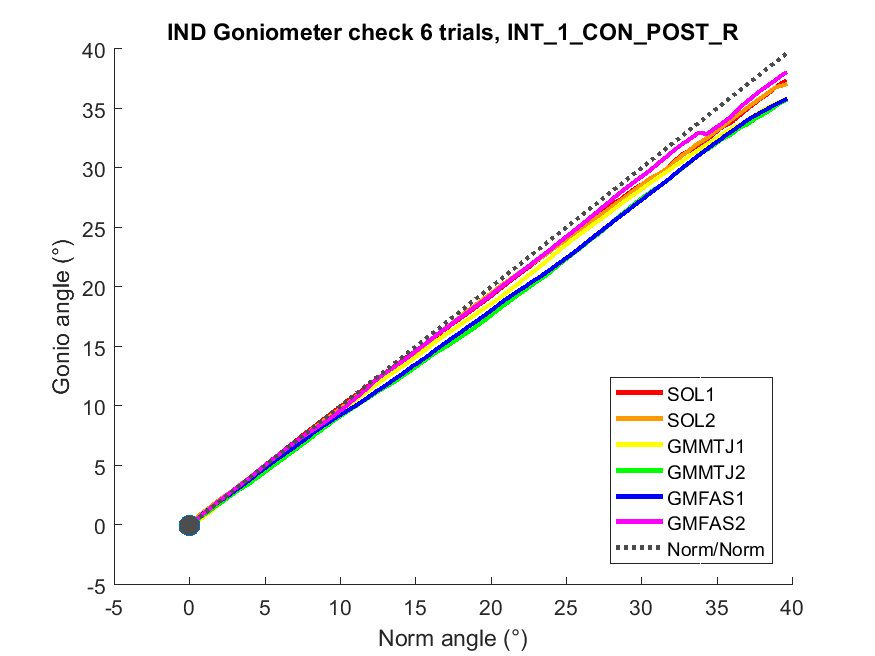 IND Goniometer check 6 trials, INT_1_CON_POST_R
40
35
30
25
20
15
10
5
0
-5
Gonio angle (°)
-5 0 5 10 15 20 25 30 35 40
Norm angle (°)
SOL1
SOL2
GMMTJ1
GMMTJ2
GMFAS1
GMFAS2
Norm/Norm